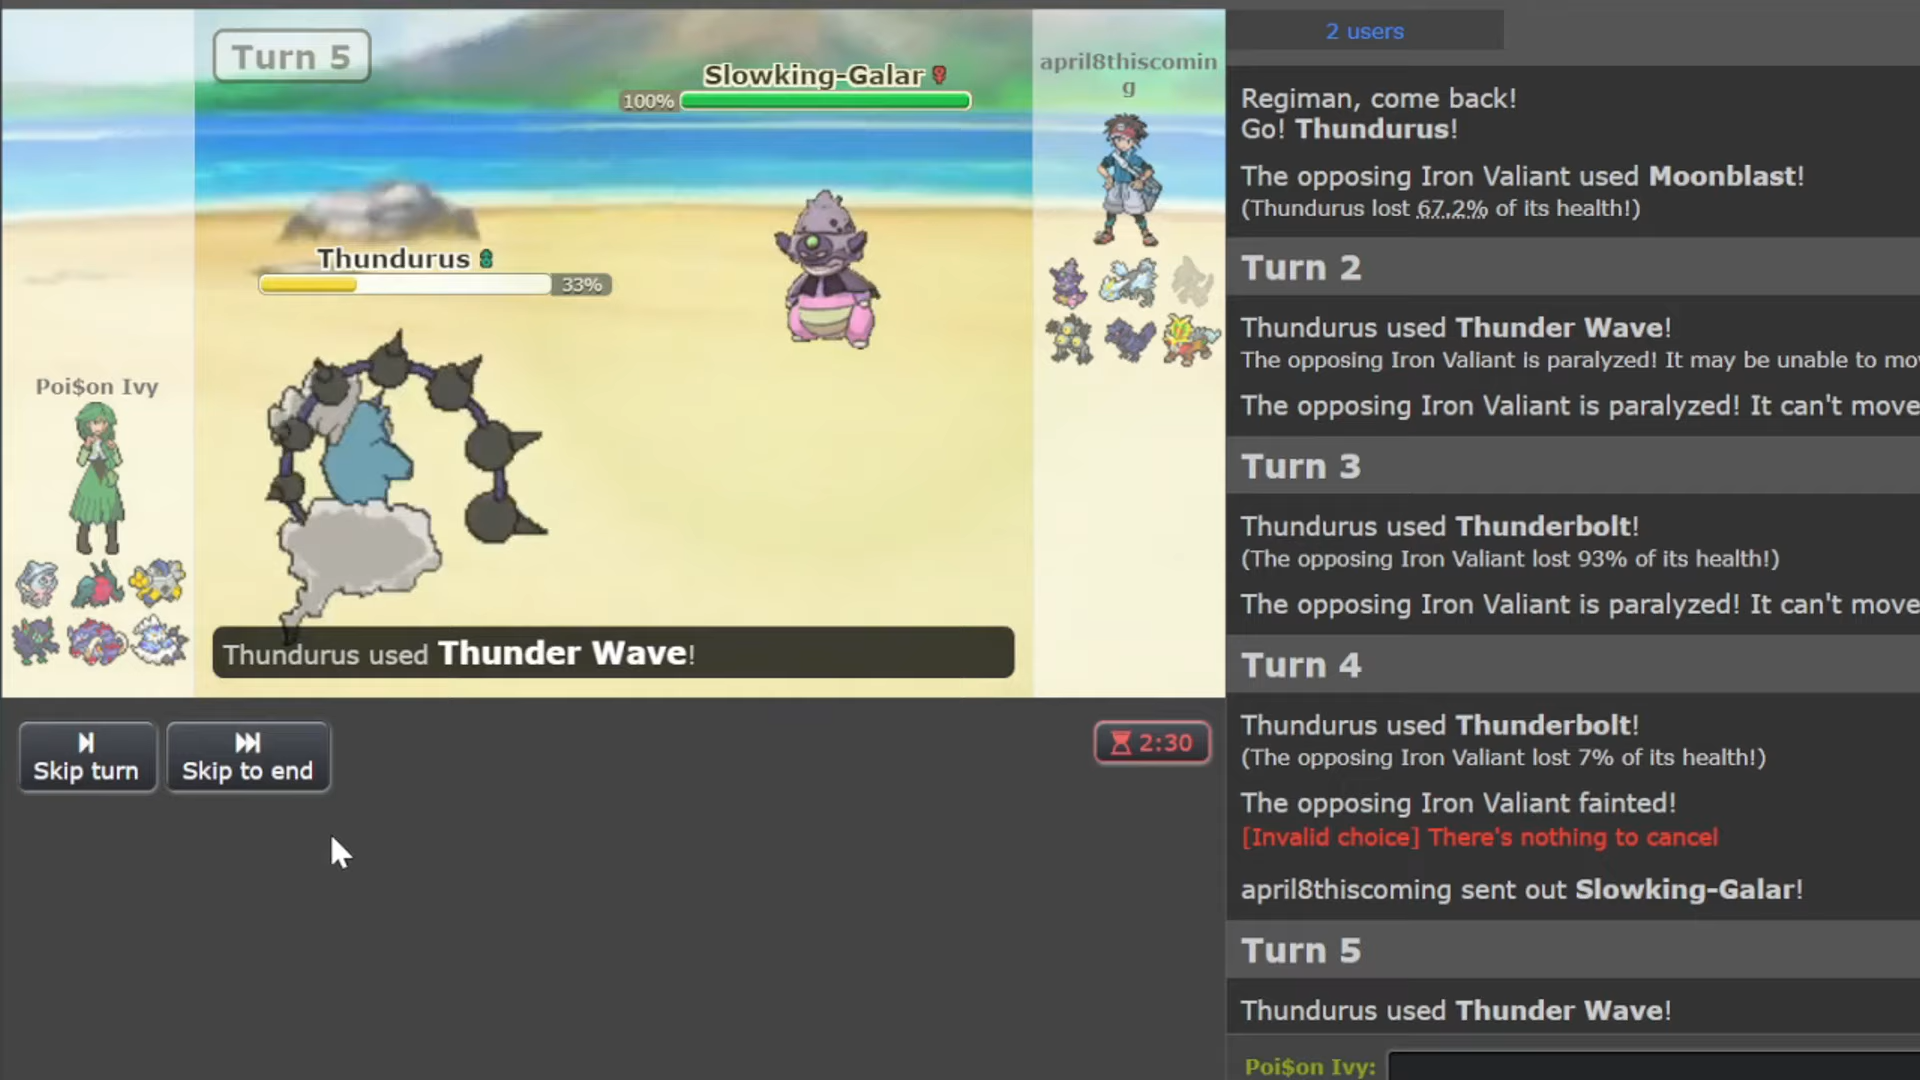 Turn 5
Slowking-Galar
100%
april8thiscomin
g
Thundurus
33%
Poi$on Ivy
Thundurus used Thunder Wave!
Skip turn
Skip to end
2:30
2 users
Regiman, come back!
Go! Thundurus!
The opposing Iron Valiant used Moonblast!
(Thundurus lost 67.2% of its health!)
Turn 2
Thundurus used Thunder Wave!
The opposing Iron Valiant is paralyzed! It may be unable to mo
The opposing Iron Valiant is paralyzed! It can't move
Turn 3
Thundurus used Thunderbolt!
(The opposing Iron Valiant lost 93% of its health!)
The opposing Iron Valiant is paralyzed! It can't move
Turn 4
Thundurus used Thunderbolt!
(The opposing Iron Valiant lost 7% of its health!)
The opposing Iron Valiant fainted!
[Invalid choice] There's nothing to cancel
april8thiscoming sent out Slowking-Galar!
Turn 5
Thundurus used Thunder Wave!
Poi$on Ivy: